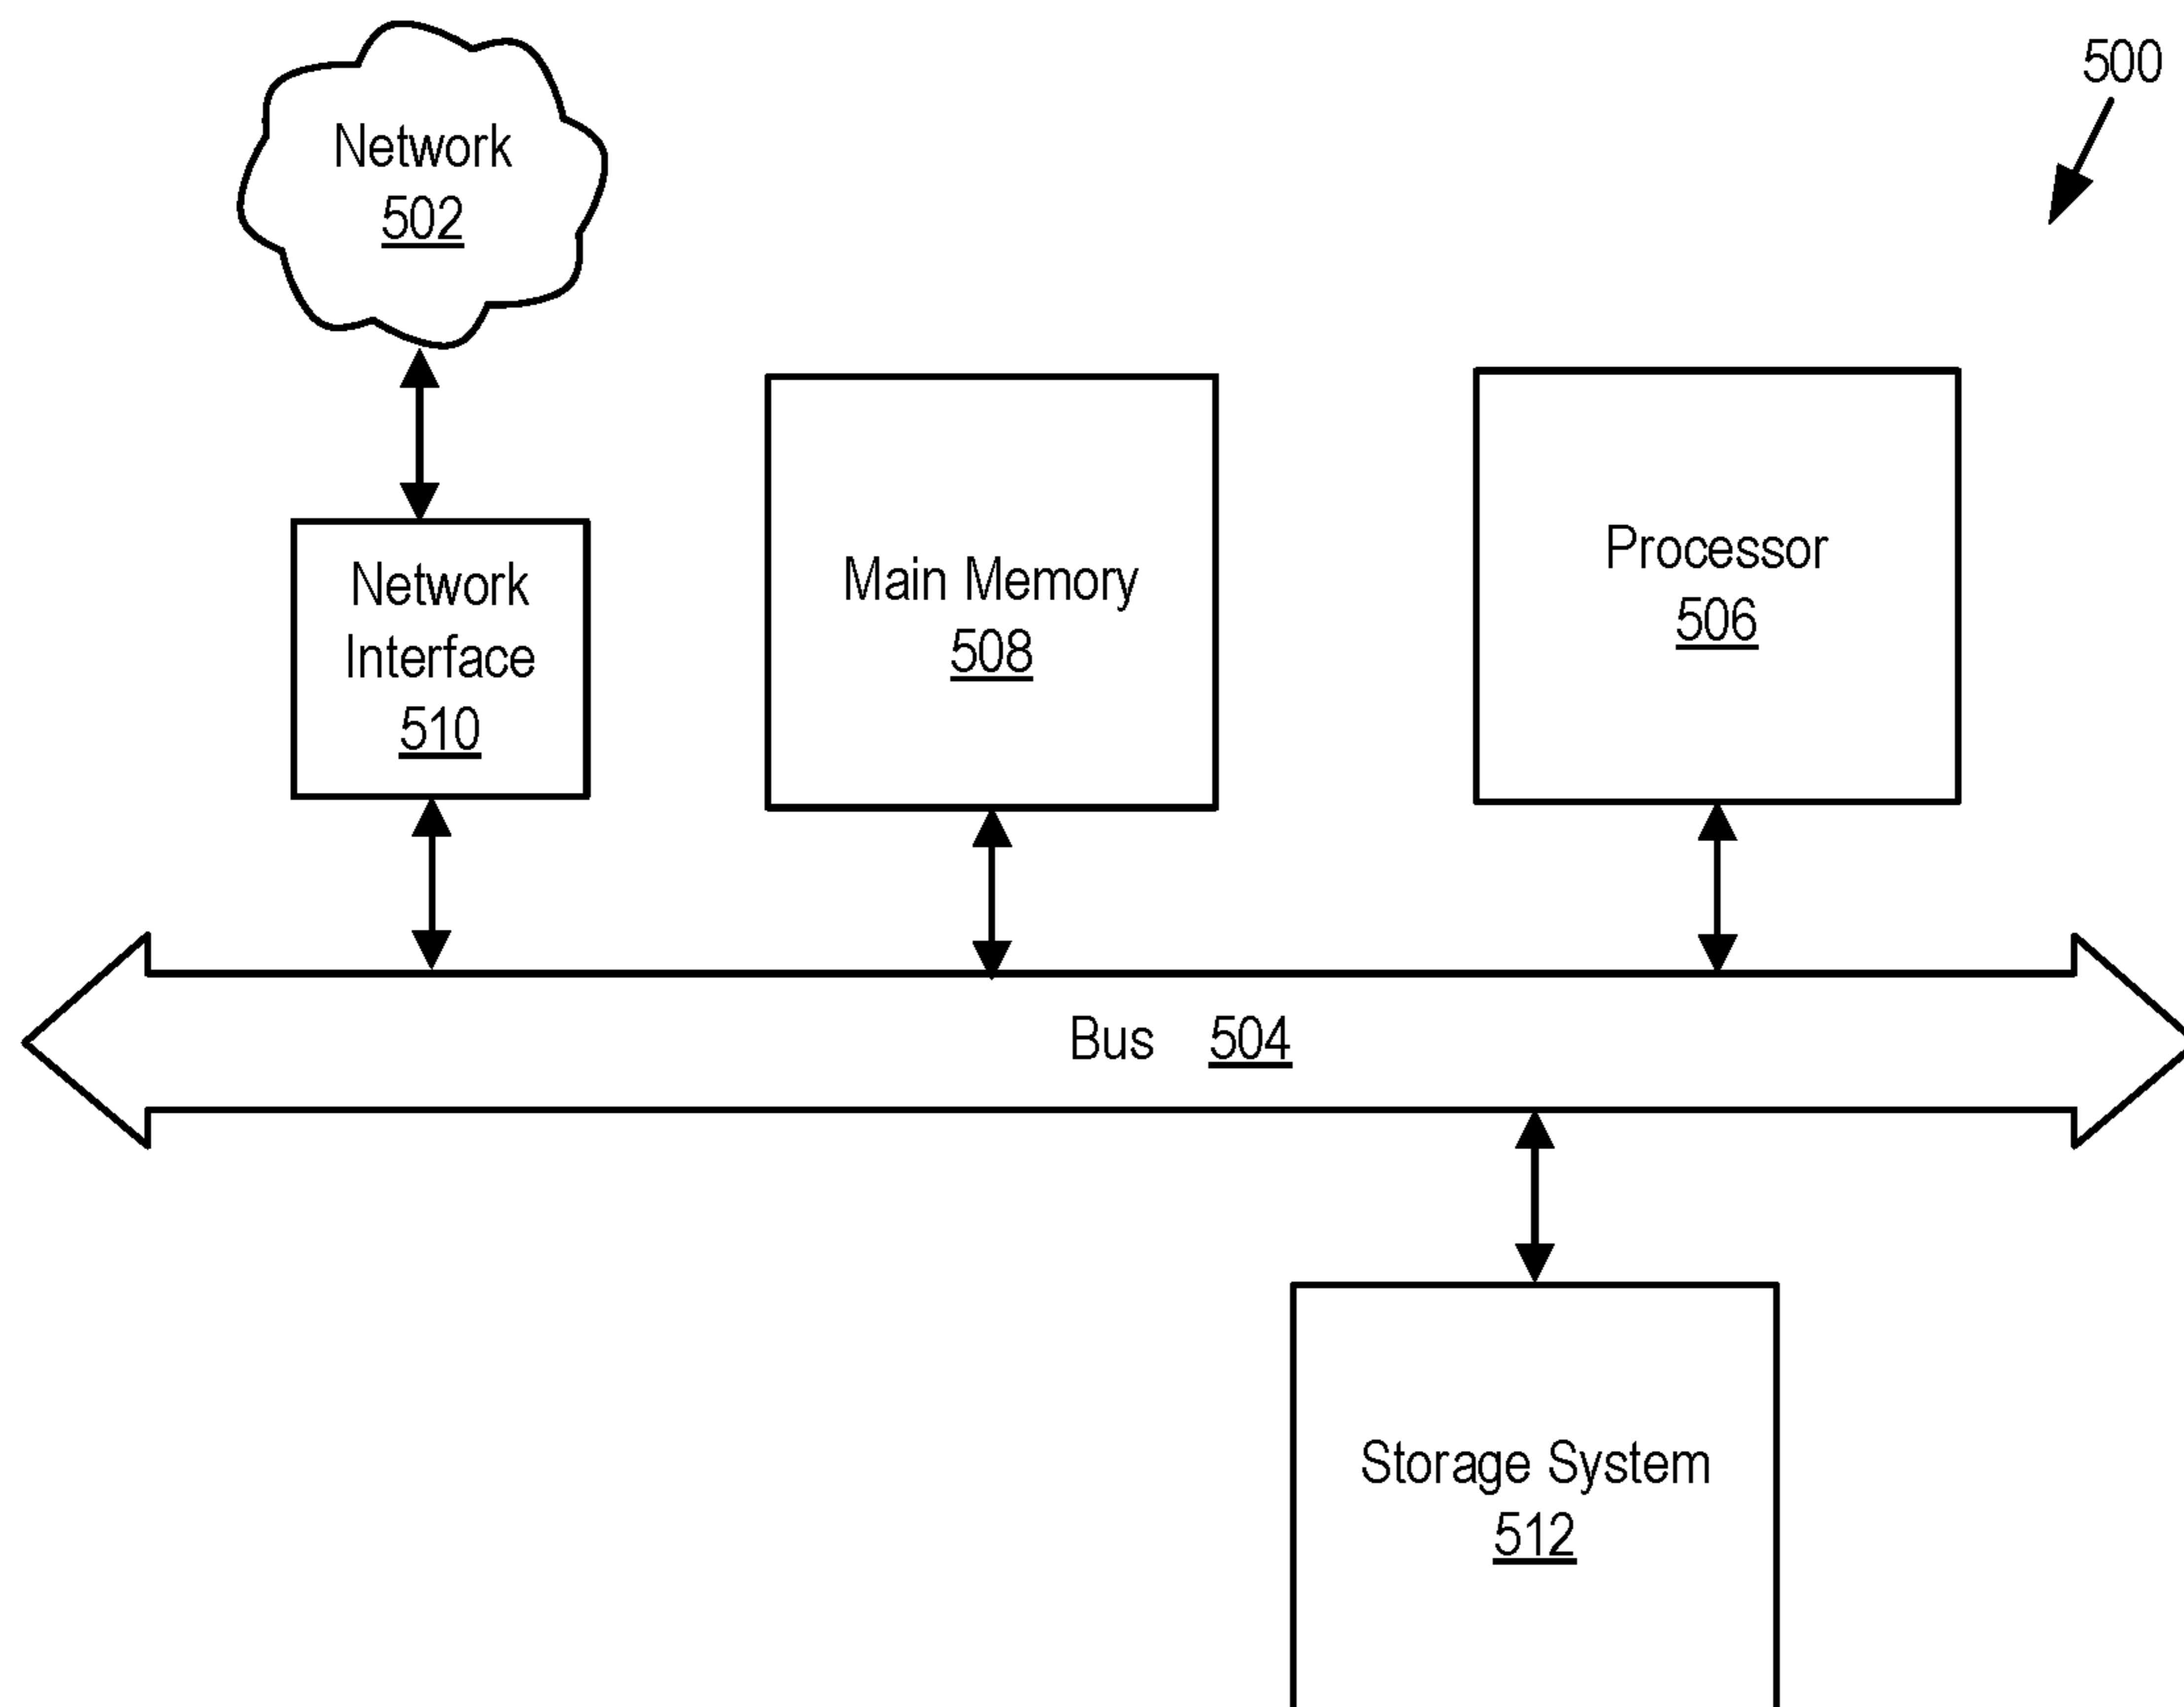 500
Network
502
Network
Interface
510
Main Memory
508
Processor
506
Bus 504
Storage System
512